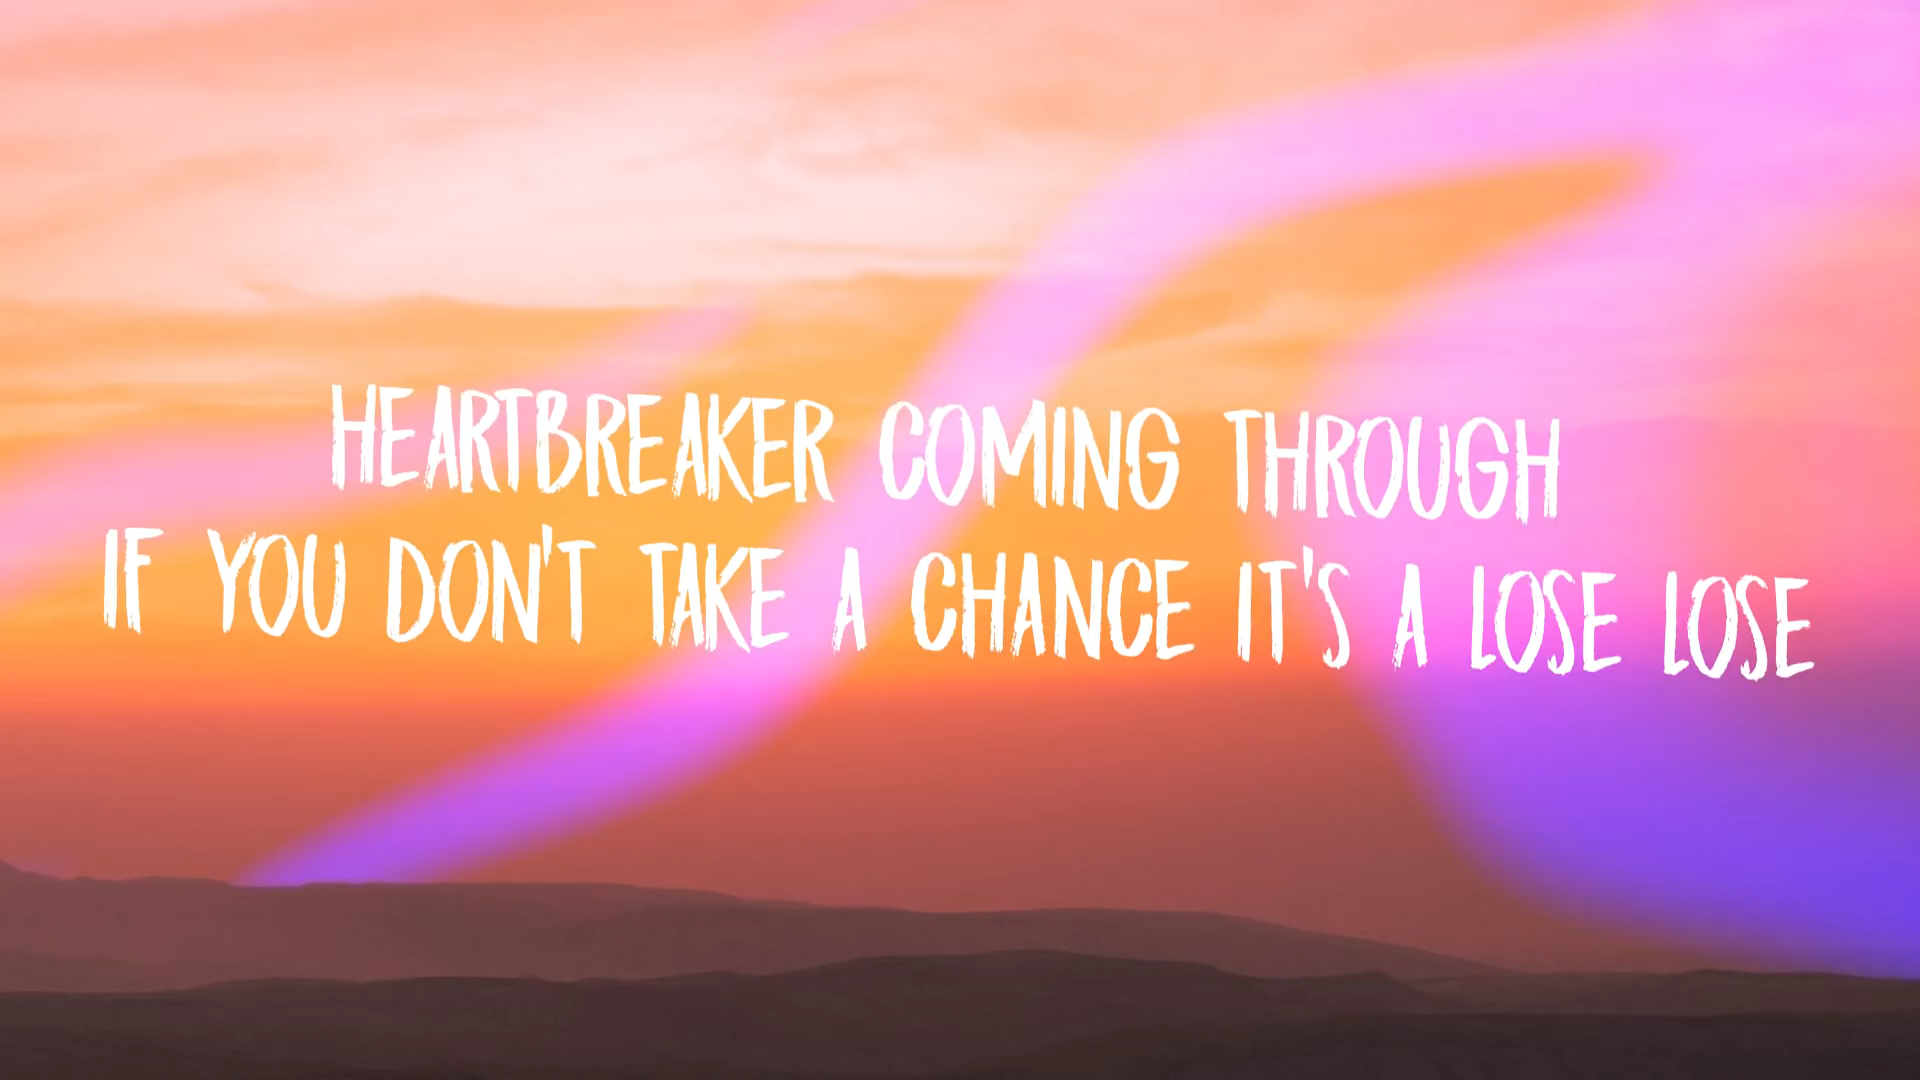 HEARTBREAKER COMING THROUGH
IF YOU DON'T TAKE A CHANCE IT'S A LOSE LOSE